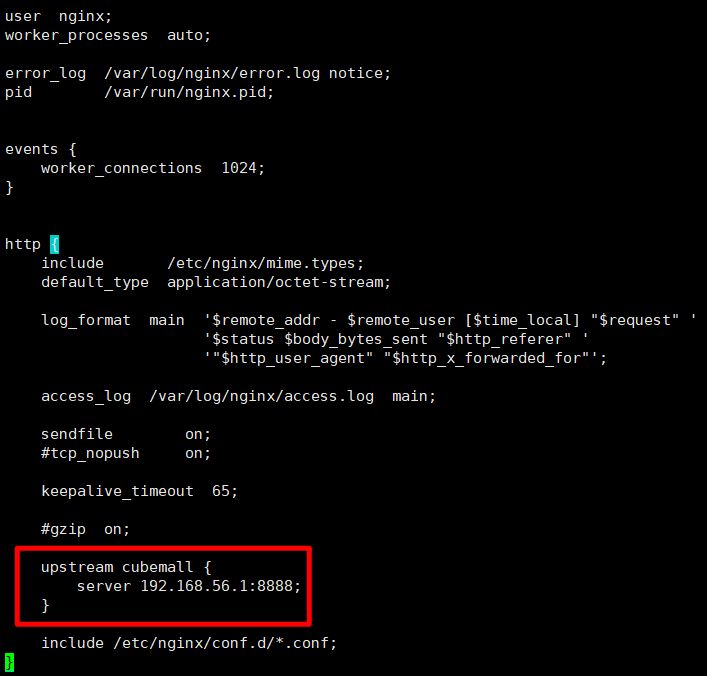 user  nginx;
worker_processes  auto;
error_log  /var/log/nginx/error.log notice;
pid        /var/run/nginx.pid;
events {
    worker_connections  1024;
}
http {
    include       /etc/nginx/mime.types;
    default_type  application/octet-stream;
    log_format  main  '$remote_addr - $remote_user [$time_local] "$request" '
                      '$status $body_bytes_sent "$http_referer" '
                      '"$http_user_agent" "$http_x_forwarded_for"';
    access_log  /var/log/nginx/access.log  main;
    sendfile        on;
    #tcp_nopush     on;
    keepalive_timeout  65;
    #gzip  on;
    upstream cubemall {
        server 192.168.56.1:8888;
    }
    include /etc/nginx/conf.d/*.conf;
}